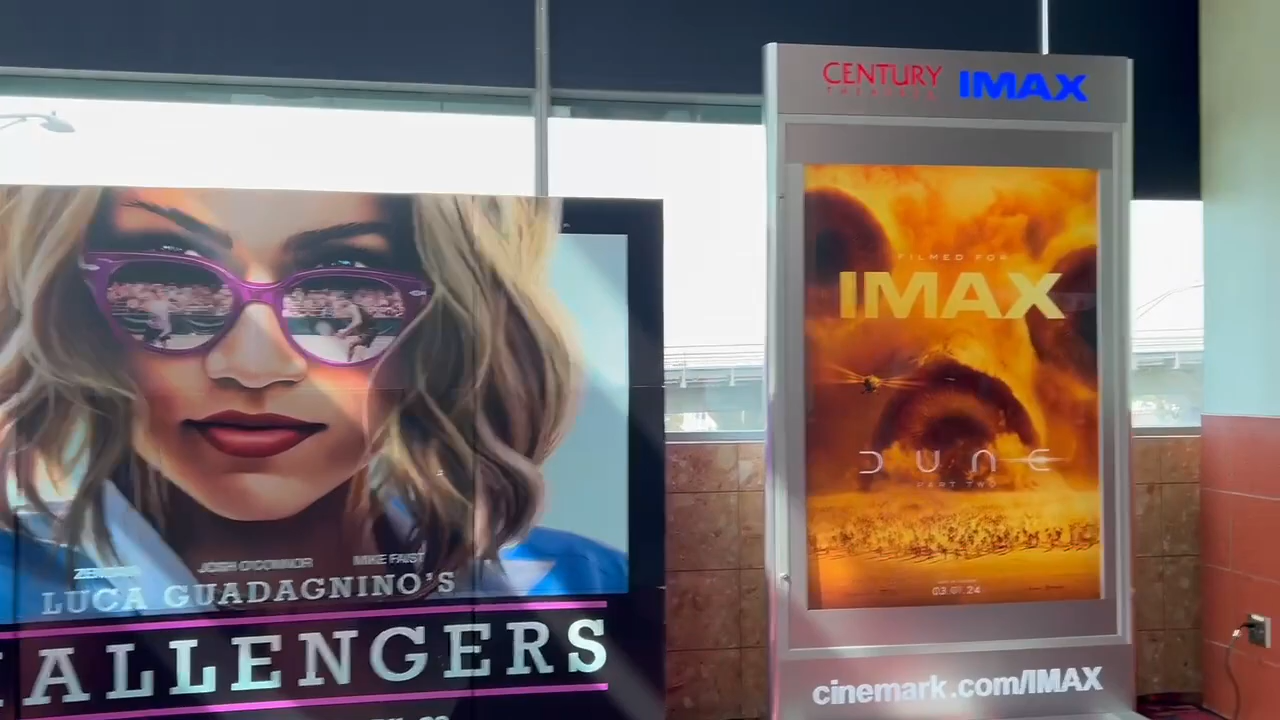 CENTURY IMAX
THEATRES
FILMED FOR
IMAX
DUNE
PART TWO
03.01.24
cinemark.com/IMAX
JOSH O'CONNOR MIKE FAIST
LUCA GUADAGNINO'S
ALLENGERS